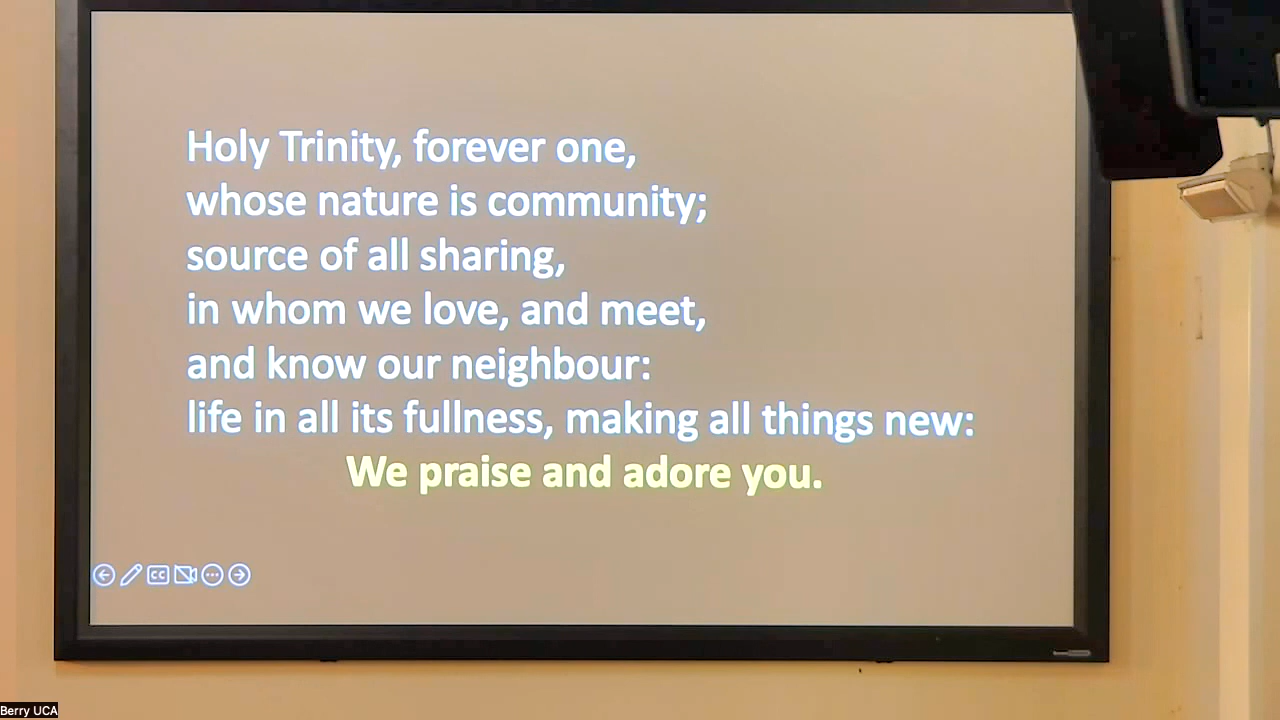 Holy Trinity, forever one,
whose nature is community;
source of all sharing,
in whom we love, and meet,
and know our neighbour:
life in all its fullness, making all things new:
We praise and adore you.
CC
Berry UCA